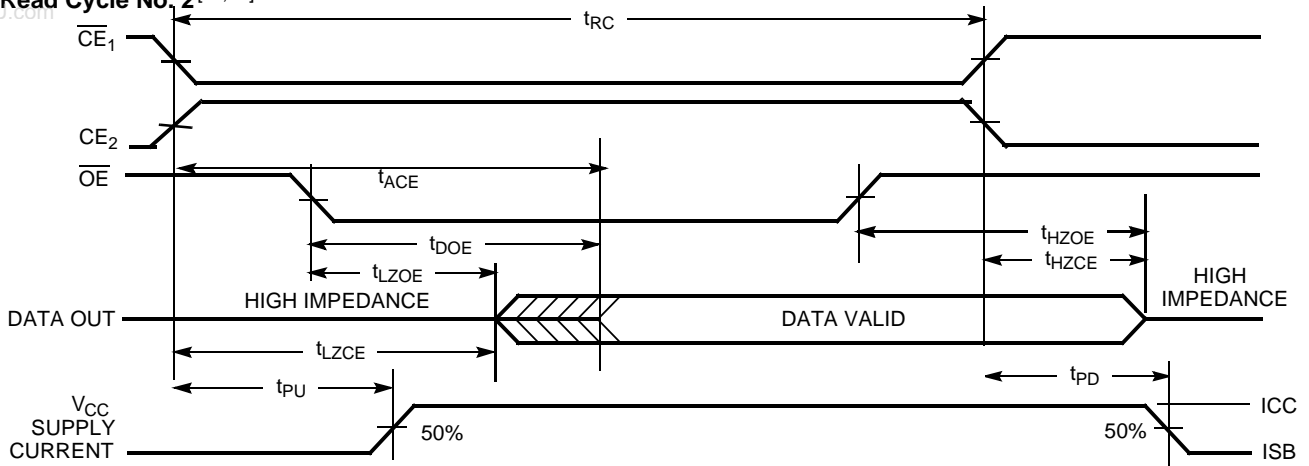 Read Cycle No. 2
.com
tRC
CE1
CE2
OE
tACE
tDOE
tHZOE
tLZOE
tHZCE
HIGH IMPEDANCE
HIGH
IMPEDANCE
DATA OUT
DATA VALID
tLZCE
tPU
tPD
VCC
SUPPLY
CURRENT
50%
50%
ICC
ISB